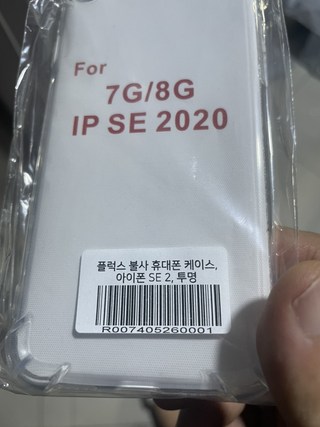 For
7G/8G
IP SE 2020
플럭스 불사 휴대폰 케이스,
아이폰 SE 2, 투명
R007405260001